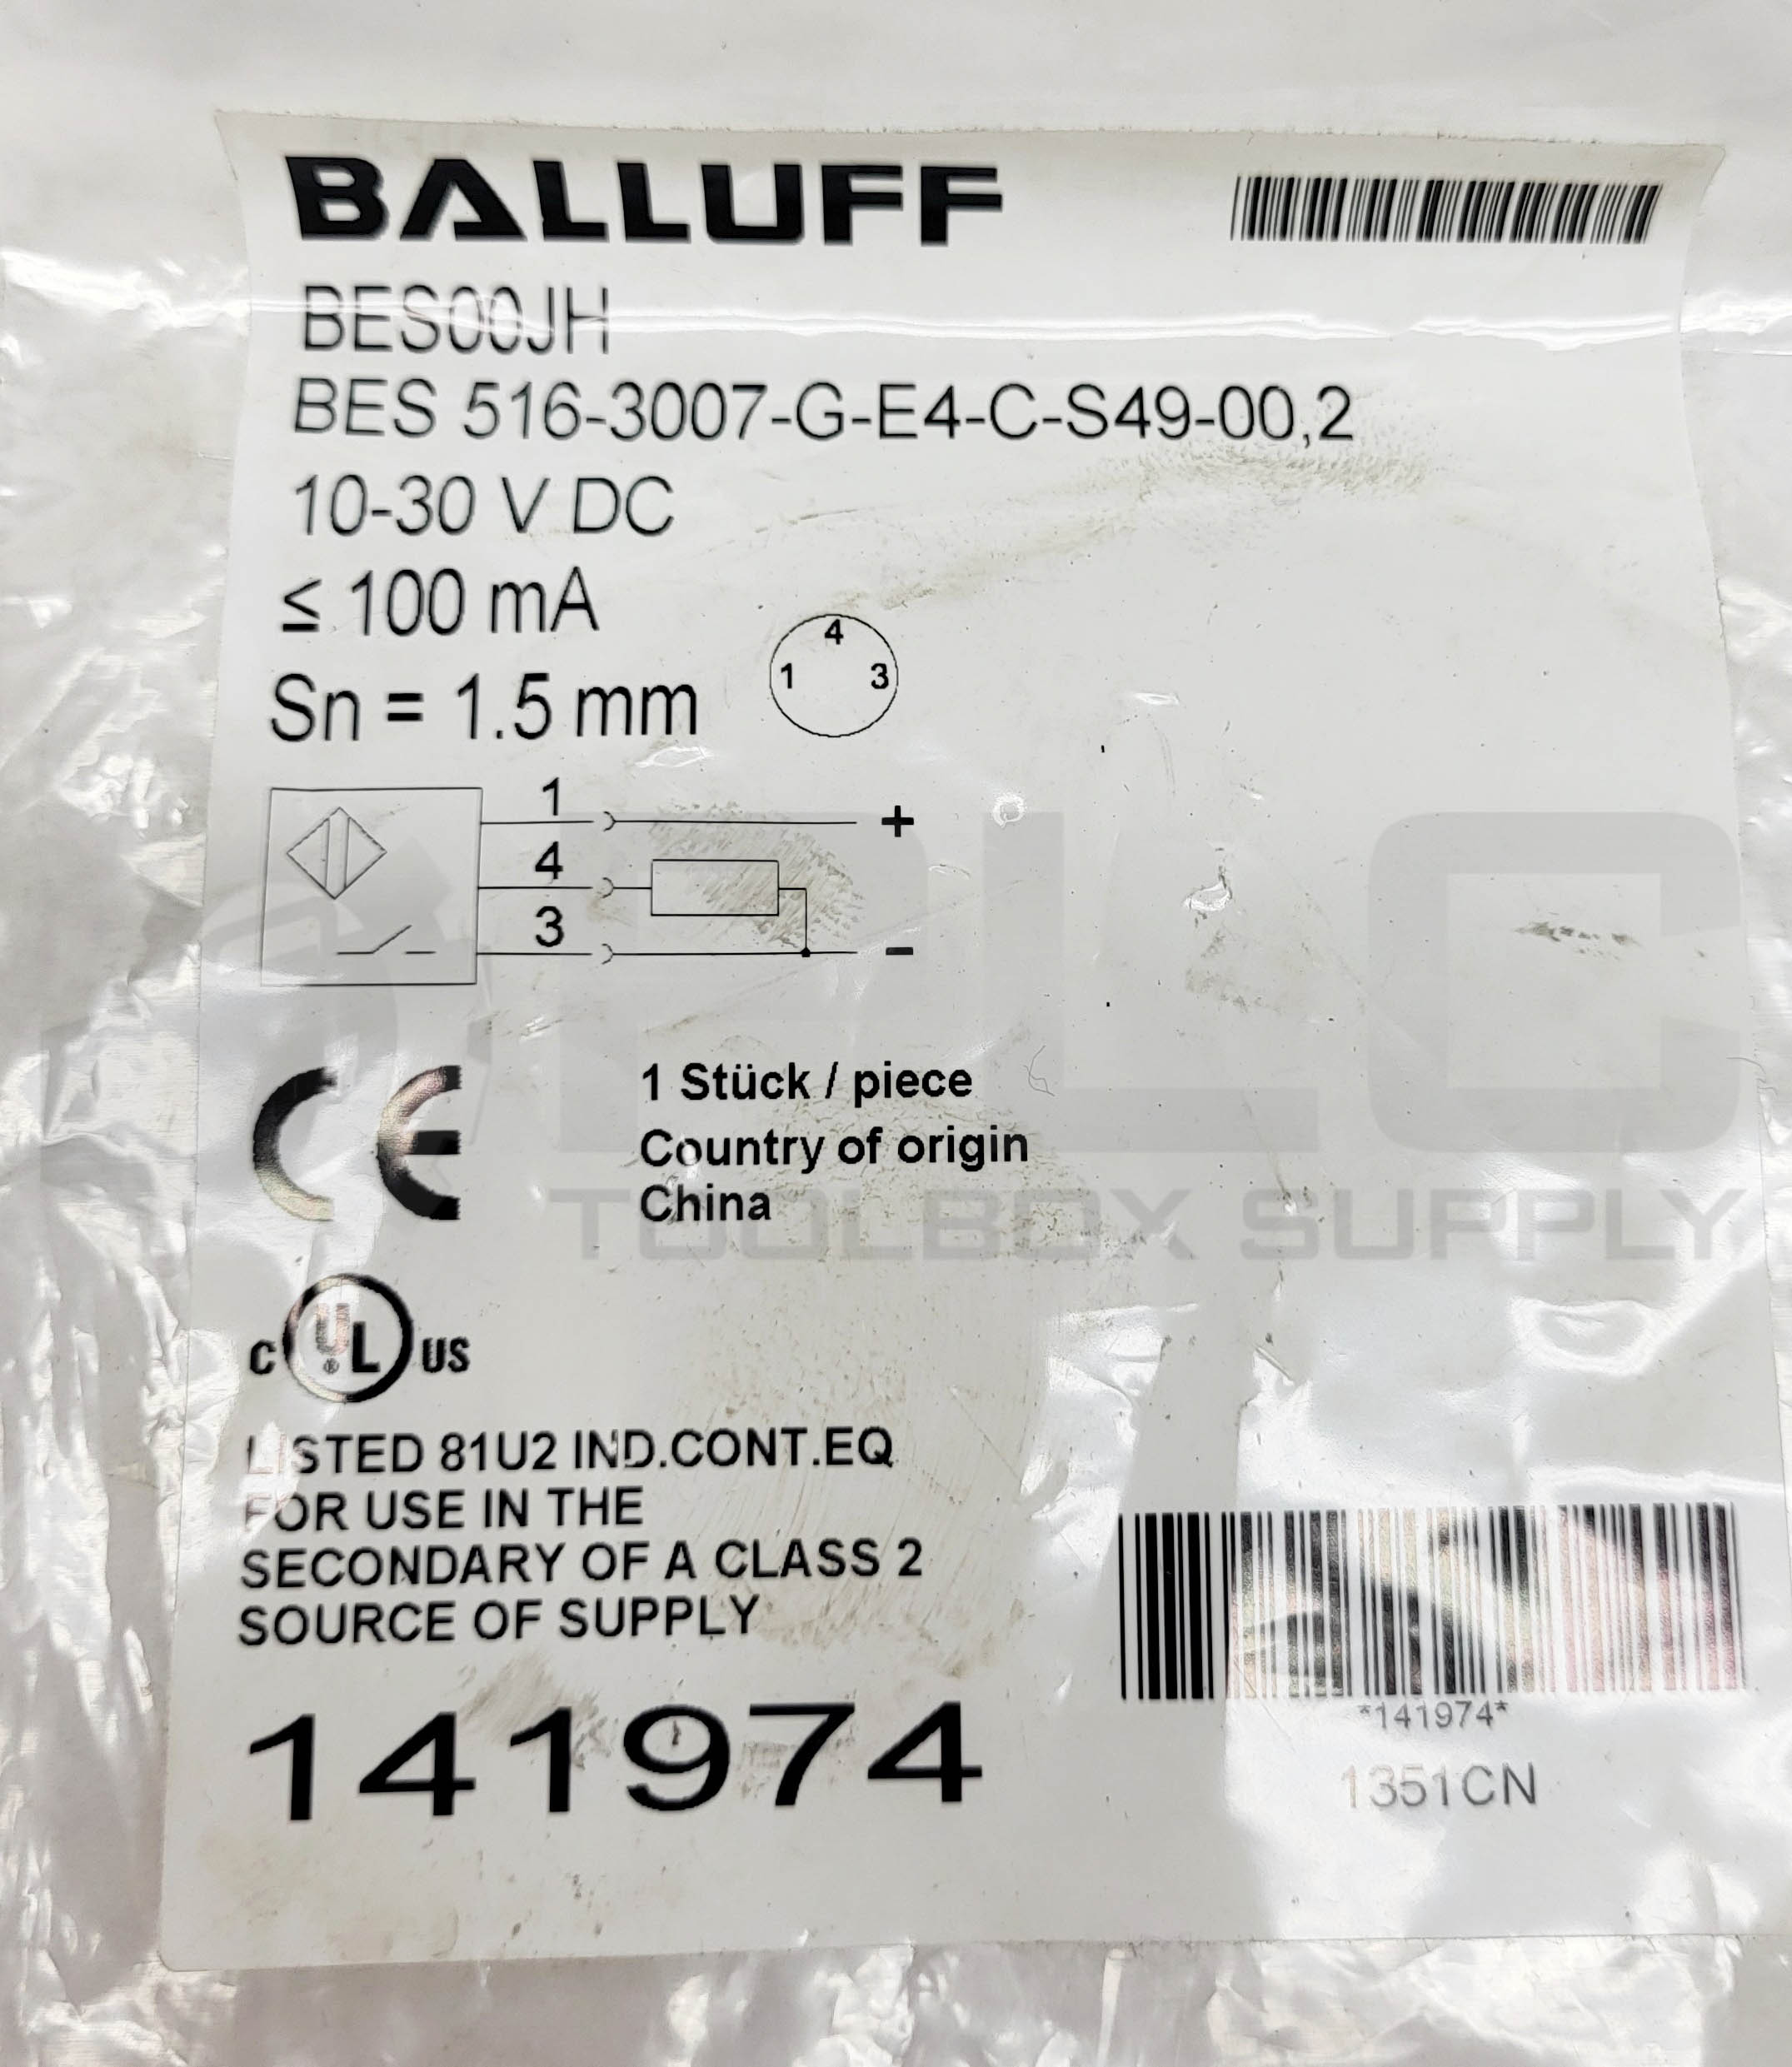 BALLUFF
BES00JH
BES 516-3007-G-E4-C-S49-00,2
10-30 V DC
≤ 100 mA
Sn = 1.5 mm
4
1 3
1 +
4
3 -
CE
1 Stück / piece
Country of origin
China
PLC
TOOLBOX SUPPLY
C UL® US
LISTED 81U2 IND.CONT.EQ
FOR USE IN THE
SECONDARY OF A CLASS 2
SOURCE OF SUPPLY
141974
*141974*
1351CN